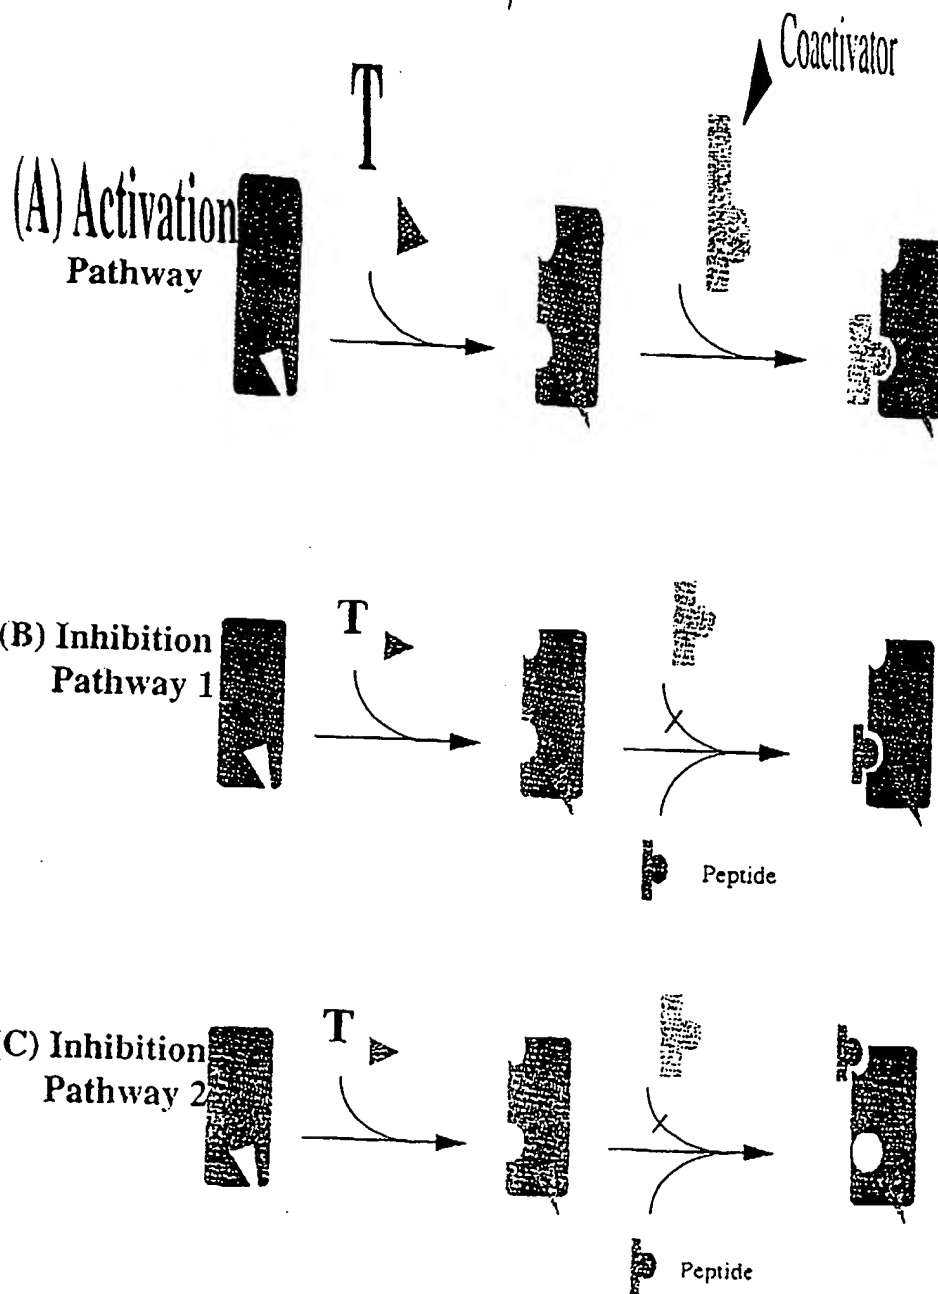 Coactivator
T
(A) Activation
Pathway
T
(B) Inhibition
Pathway 1
Peptide
T
(C) Inhibition
Pathway 2
Peptide